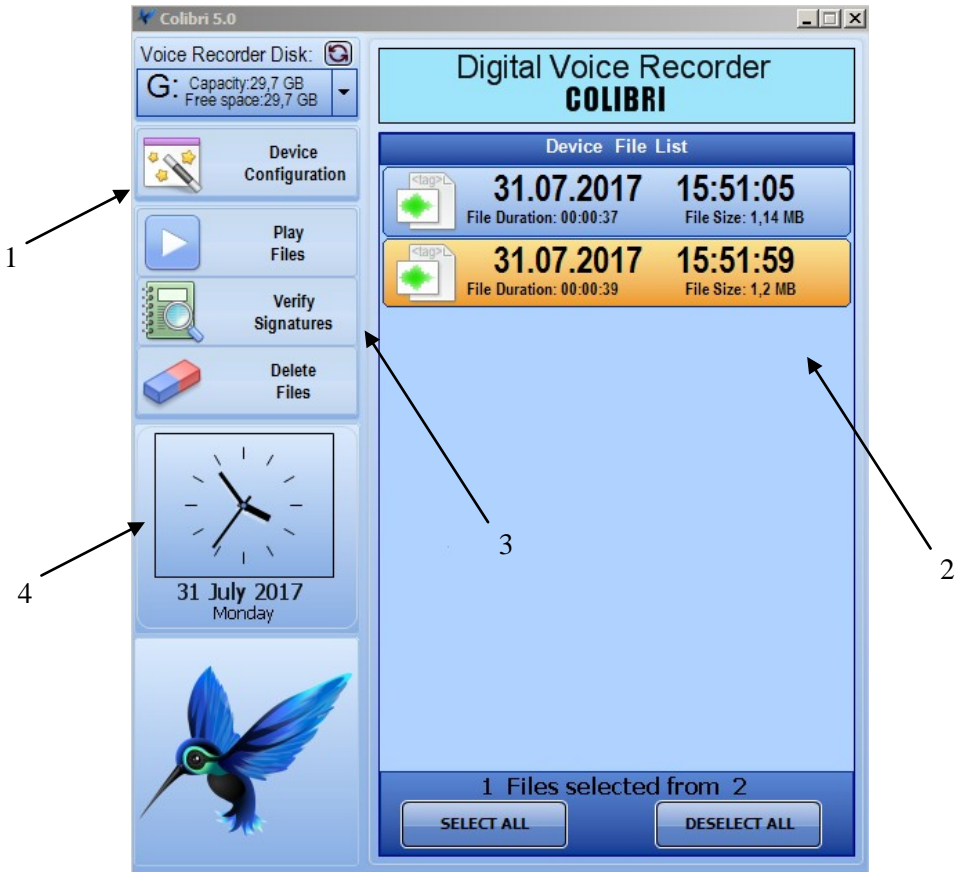 Colibri 5.0
Voice Recorder Disk:
G: Capacity:29,7 GB
Free space:29,7 GB
Device
Configuration
Play
Files
Verify
Signatures
Delete
Files
31 July 2017
Monday
Digital Voice Recorder
COLIBRI
Device File List
<tag>
31.07.2017 15:51:05
File Duration: 00:00:37 File Size: 1,14 MB
<tag>
31.07.2017 15:51:59
File Duration: 00:00:39 File Size: 1,2 MB
1 Files selected from 2
SELECT ALL DESELECT ALL
1
2
3
4